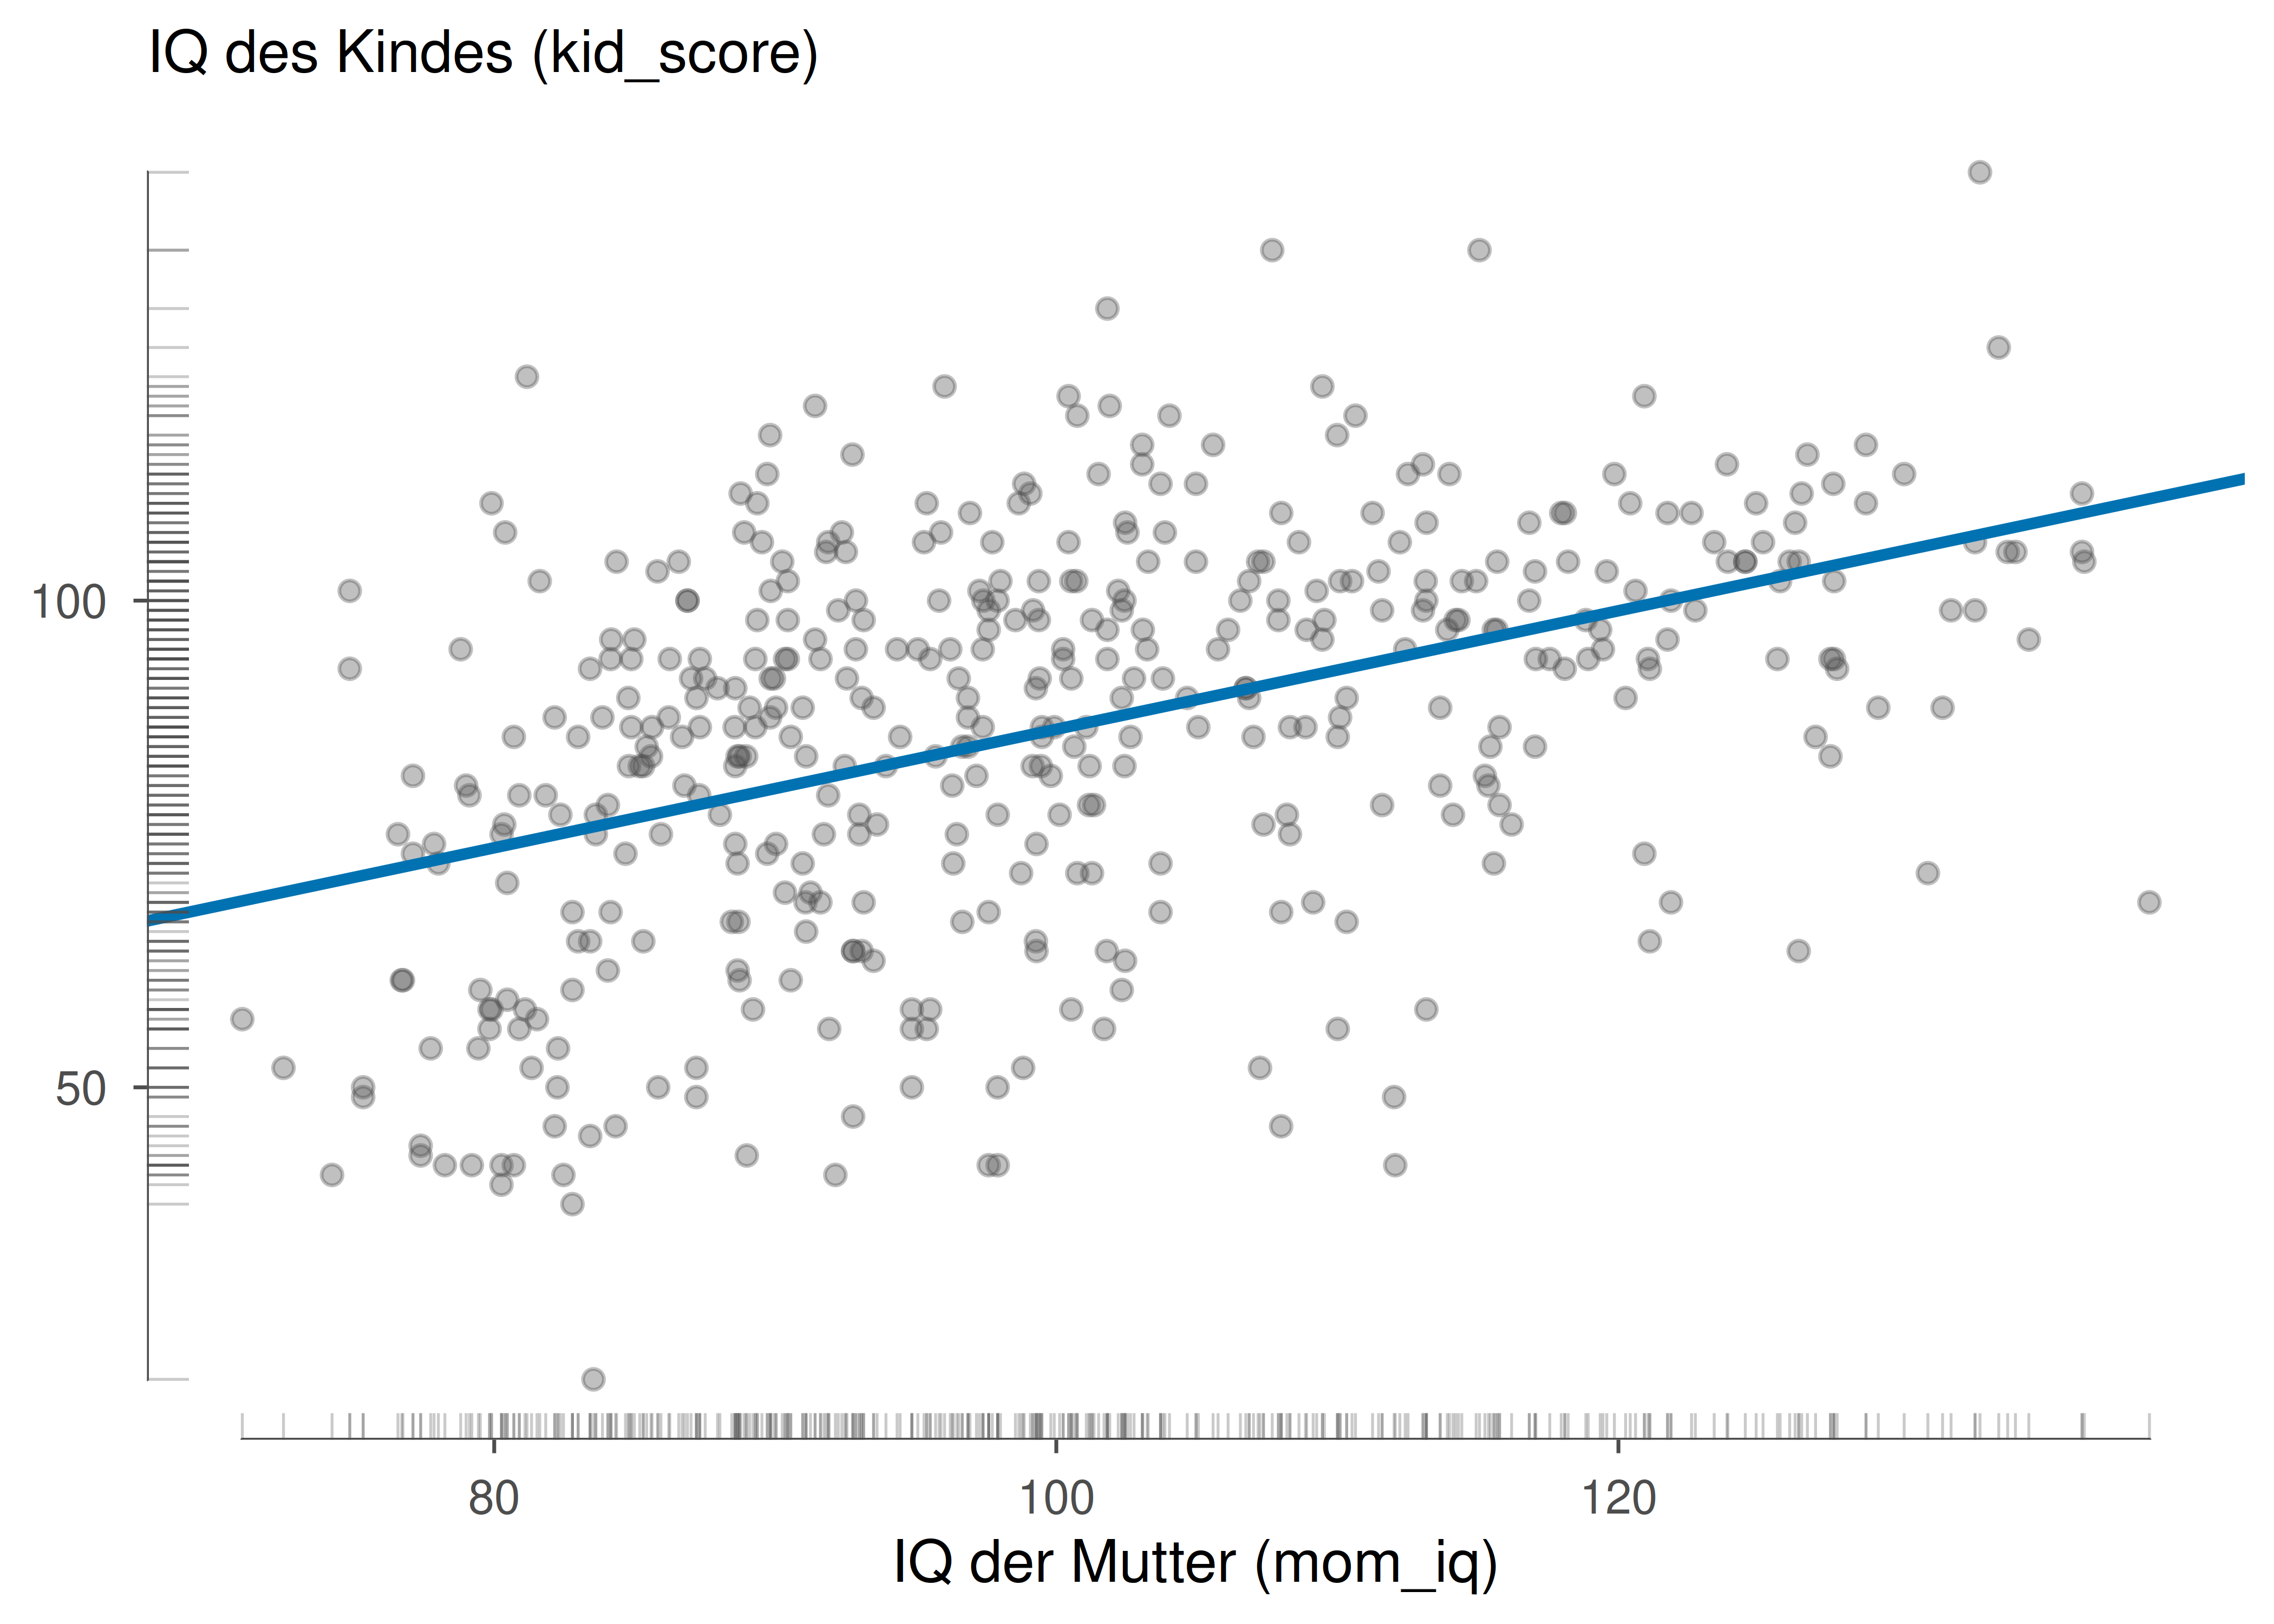 IQ des Kindes (kid_score)
100
50
80 100 120
IQ der Mutter (mom_iq)